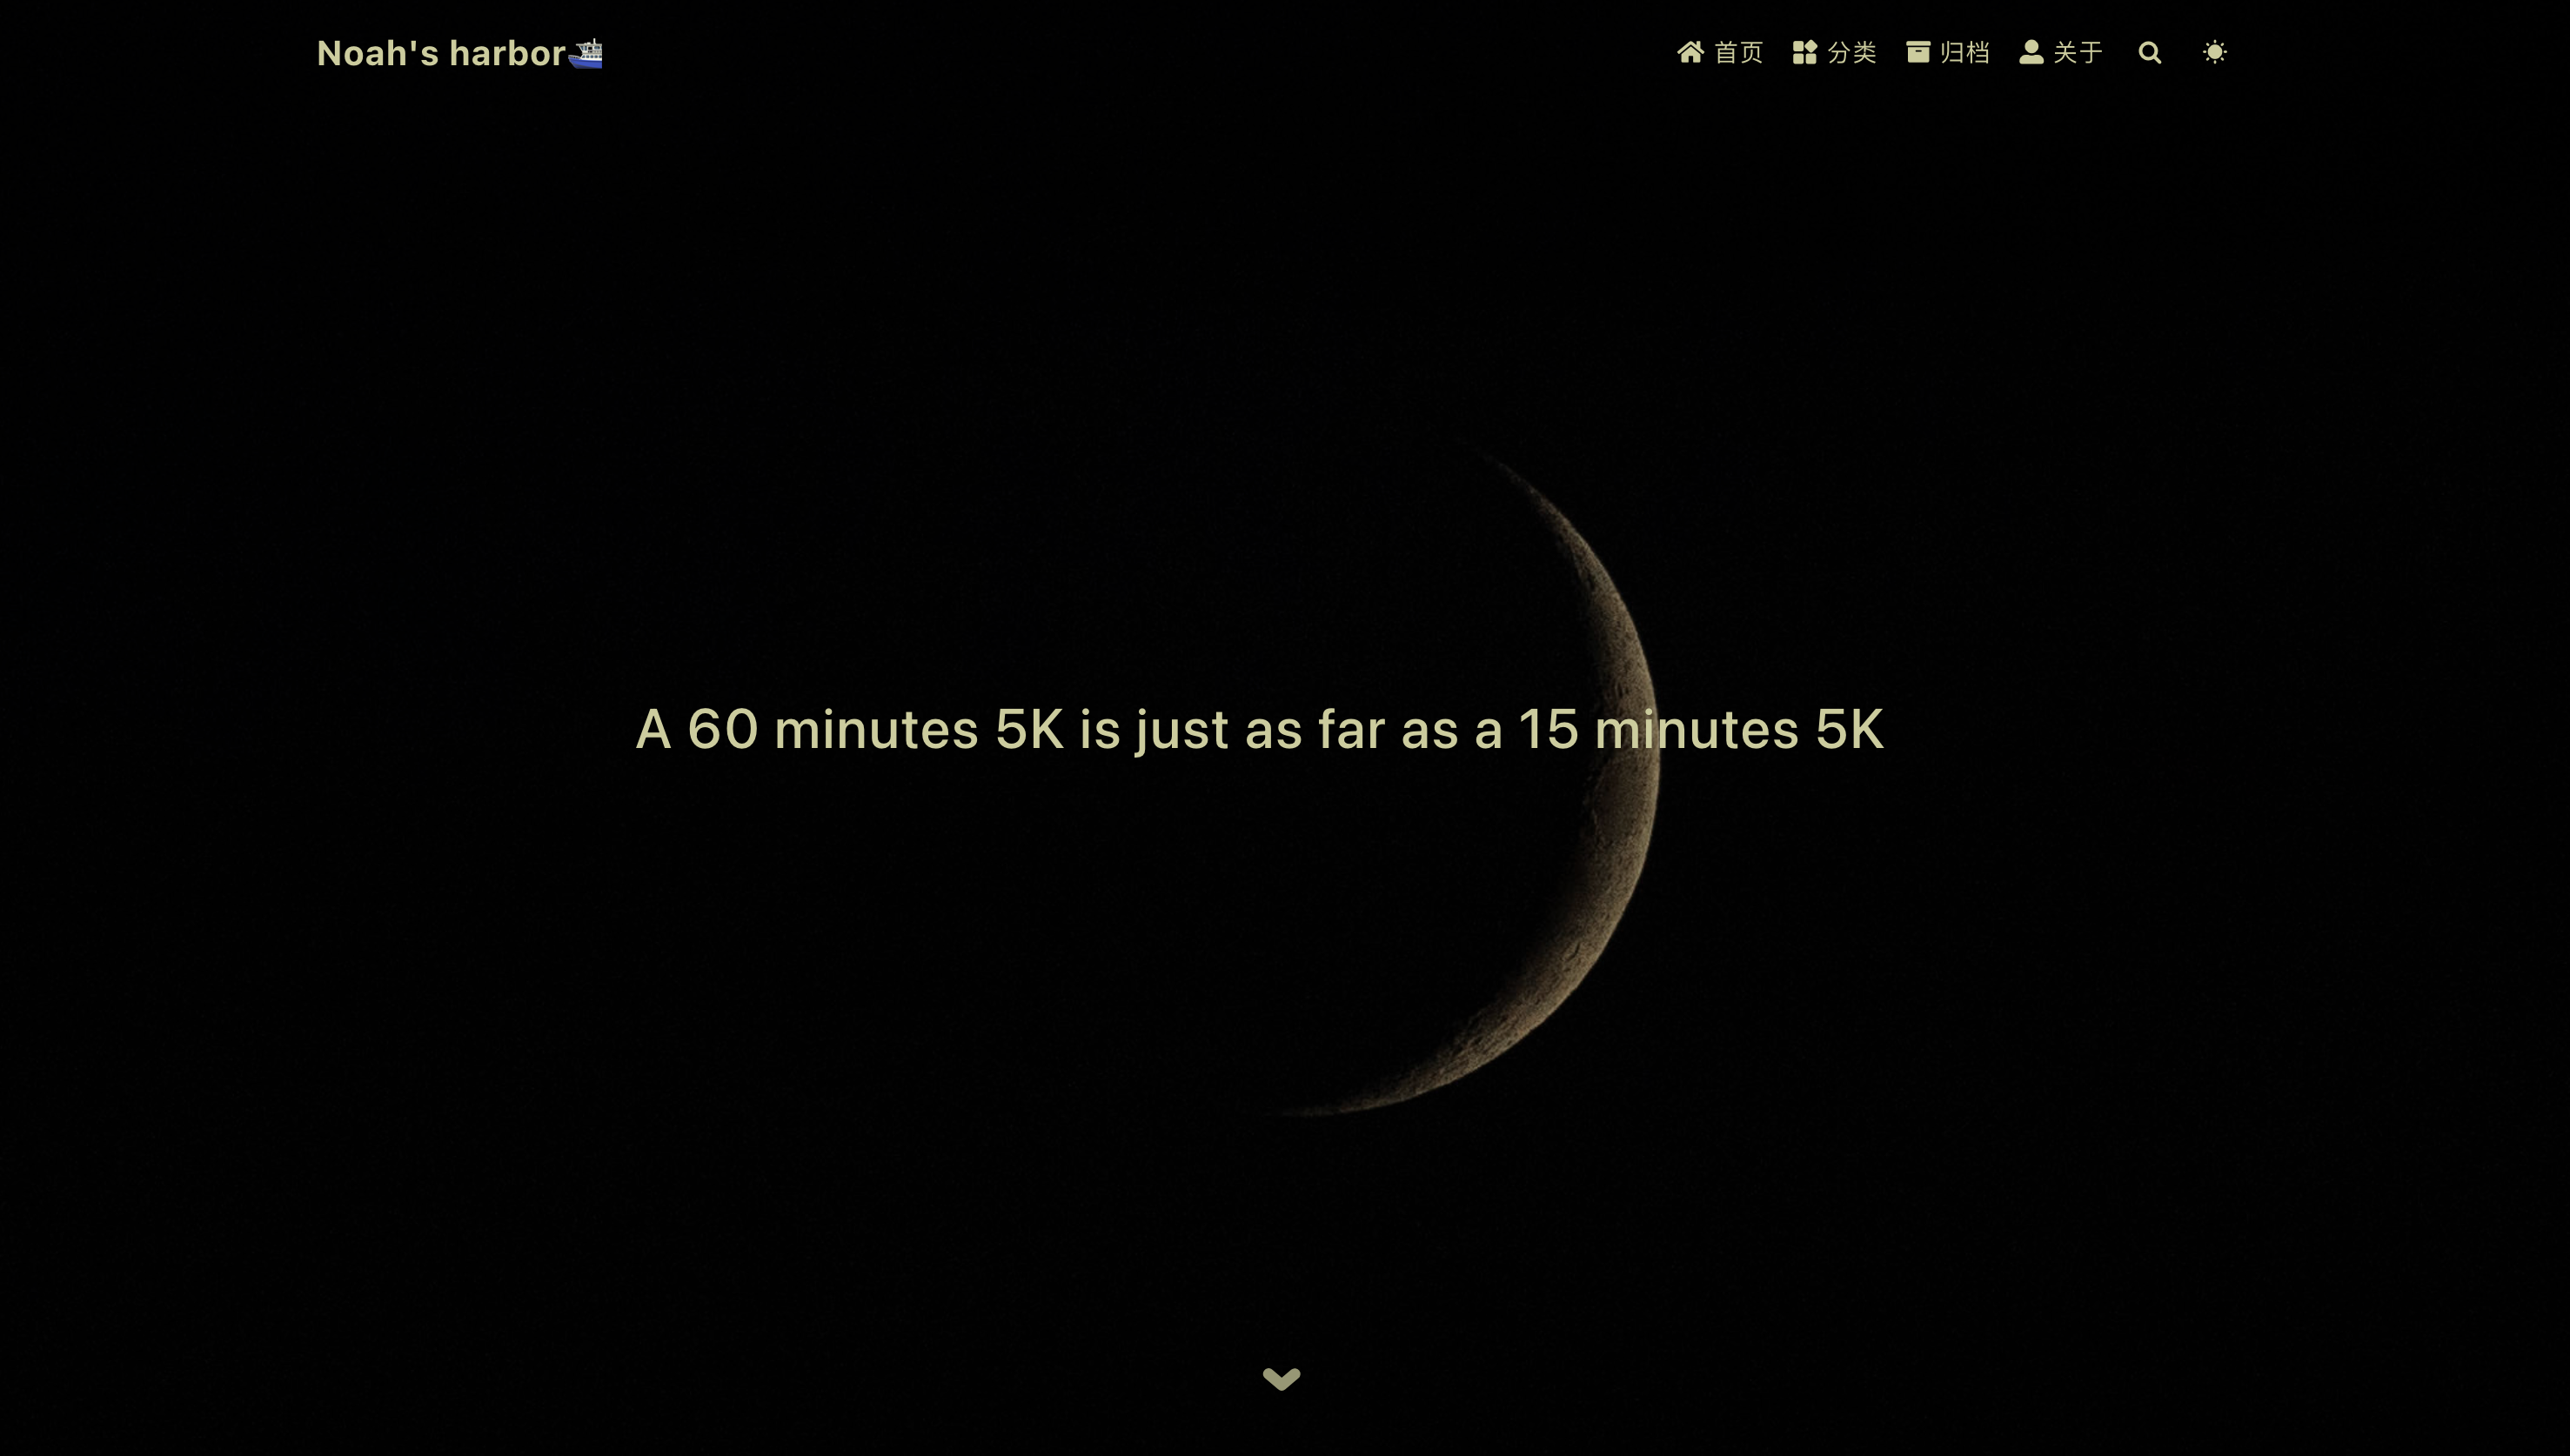 Noah's harbor🛥️
首页 分类 归档 关于
A 60 minutes 5K is just as far as a 15 minutes 5K